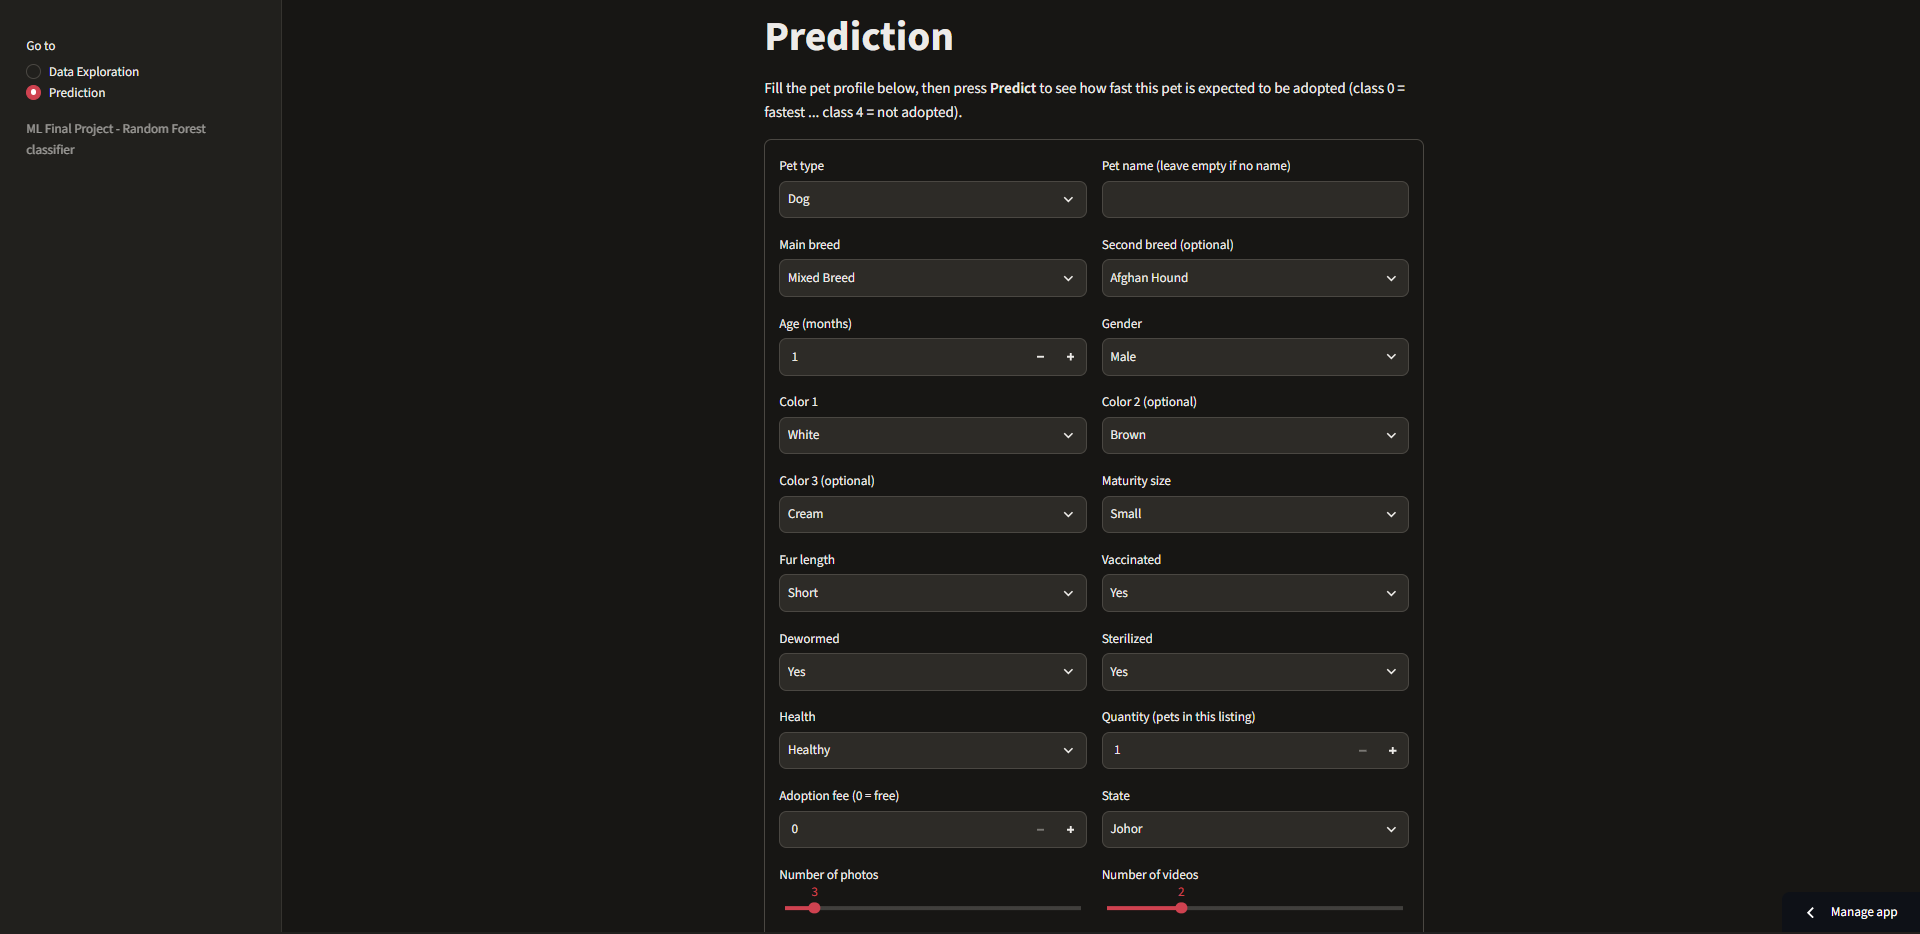 Go to
Data Exploration
Prediction
ML Final Project - Random Forest
classifier
Prediction
Fill the pet profile below, then press Predict to see how fast this pet is expected to be adopted (class 0 =
fastest ... class 4 = not adopted).
Pet type
Pet name (leave empty if no name)
Dog
Main breed
Second breed (optional)
Mixed Breed
Afghan Hound
Age (months)
Gender
1
Male
Color 1
Color 2 (optional)
White
Brown
Color 3 (optional)
Maturity size
Cream
Small
Fur length
Vaccinated
Short
Yes
Dewormed
Sterilized
Yes
Yes
Health
Quantity (pets in this listing)
Healthy
1
Adoption fee (0 = free)
State
0
Johor
Number of photos
Number of videos
3
2
Manage app